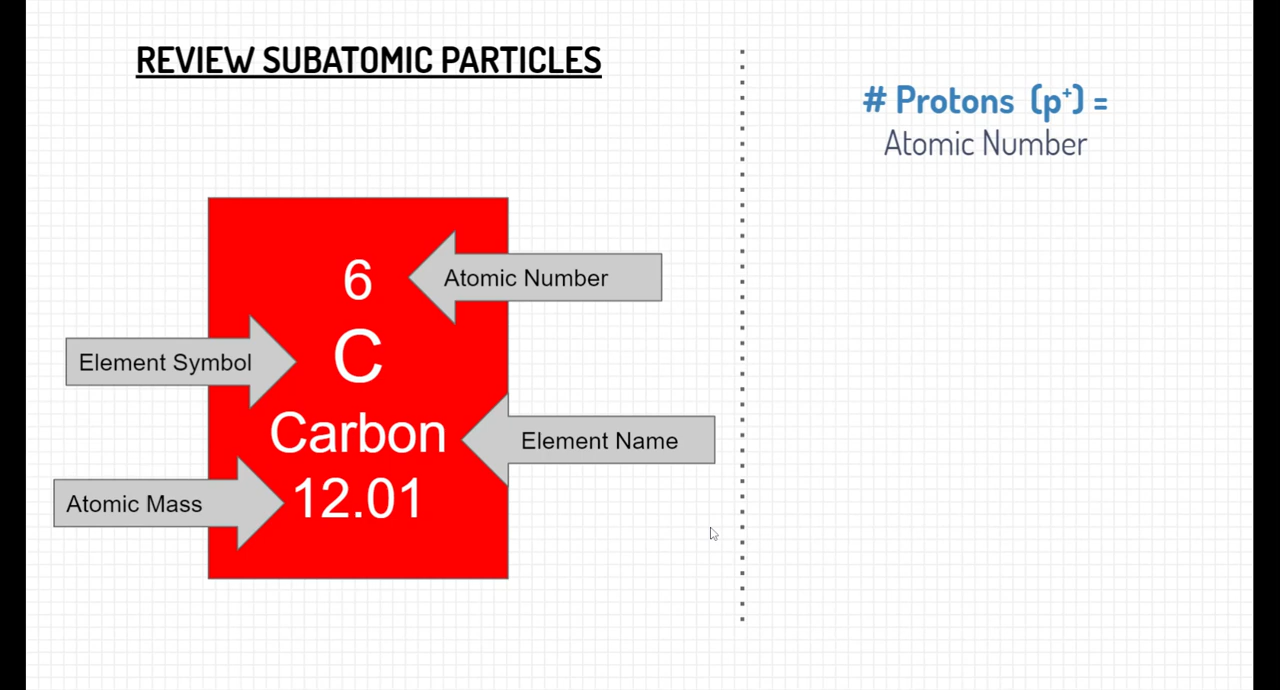 REVIEW SUBATOMIC PARTICLES
6
Atomic Number
Element Symbol
C
Carbon
Element Name
Atomic Mass
12.01
# Protons (p⁺) =
Atomic Number